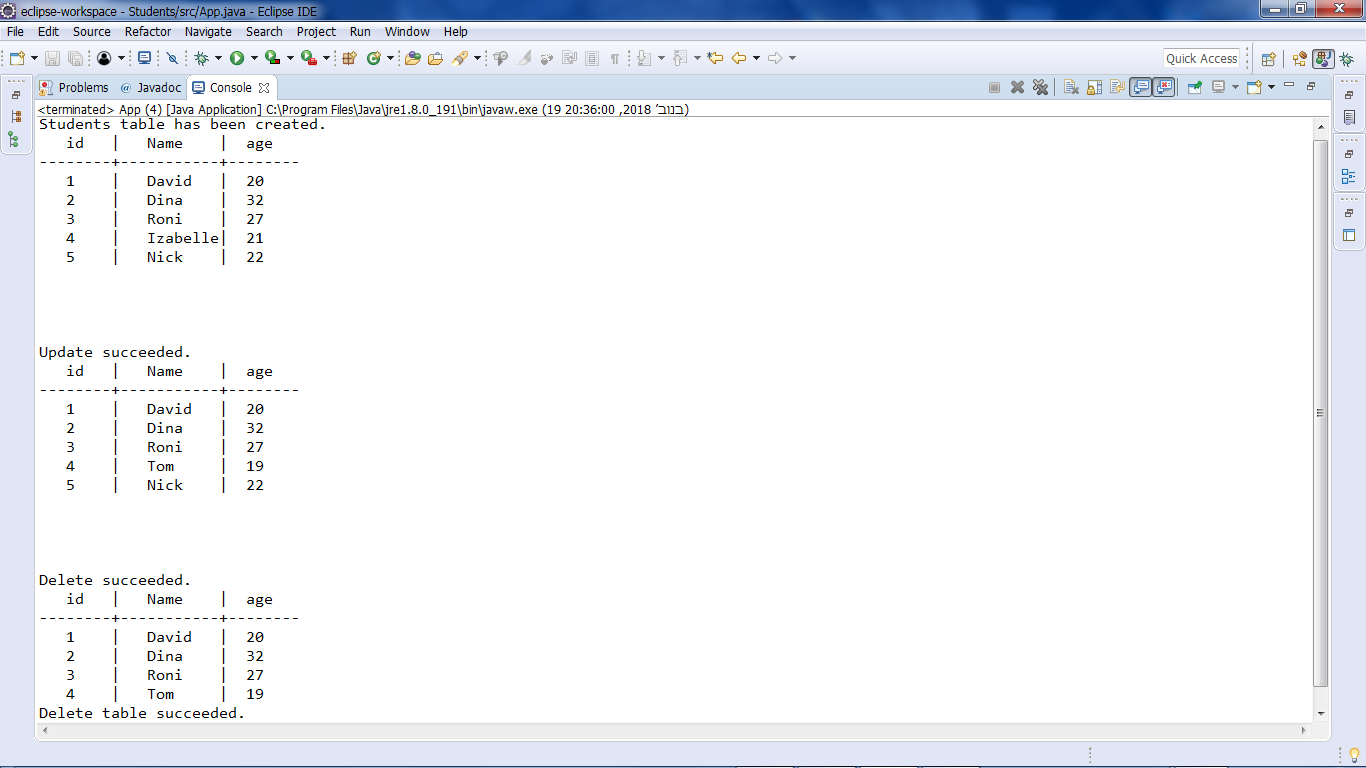 eclipse-workspace - Students/src/App.java - Eclipse IDE
File Edit Source Refactor Navigate Search Project Run Window Help
Quick Access
Problems @ Javadoc Console
<terminated> App (4) [Java Application] C:\Program Files\Java\jre1.8.0_191\bin\javaw.exe (19 בנוב׳ 2018, 20:36:00)
Students table has been created.
   id   |   Name    |  age
--------+-----------+--------
   1    |   David   |  20
   2    |   Dina    |  32
   3    |   Roni    |  27
   4    |   Izabelle|  21
   5    |   Nick    |  22
Update succeeded.
   id   |   Name    |  age
--------+-----------+--------
   1    |   David   |  20
   2    |   Dina    |  32
   3    |   Roni    |  27
   4    |   Tom     |  19
   5    |   Nick    |  22
Delete succeeded.
   id   |   Name    |  age
--------+-----------+--------
   1    |   David   |  20
   2    |   Dina    |  32
   3    |   Roni    |  27
   4    |   Tom     |  19
Delete table succeeded.